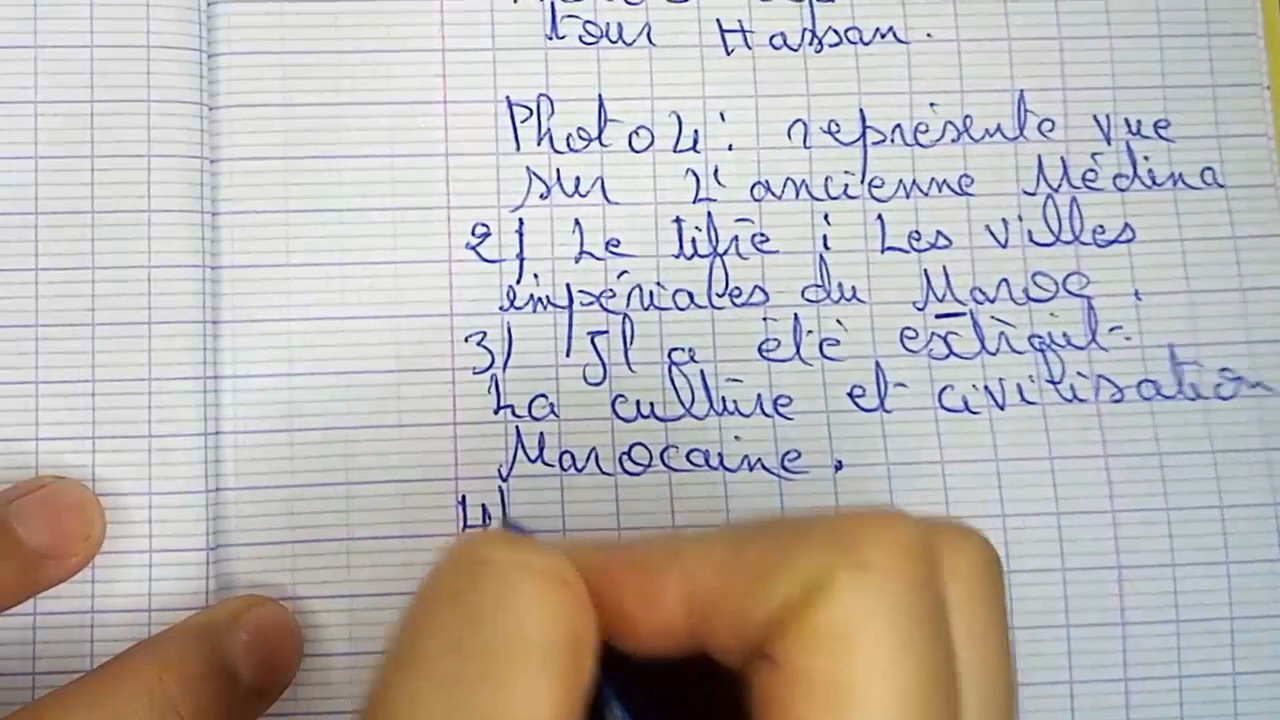 tour Hassan.
Photo 4: représente vue
sur l'ancienne Médina
2) Le titre : Les villes
impériales du Maroc.
3) Il a été
La culture et civilisation
Marocaine.
4)